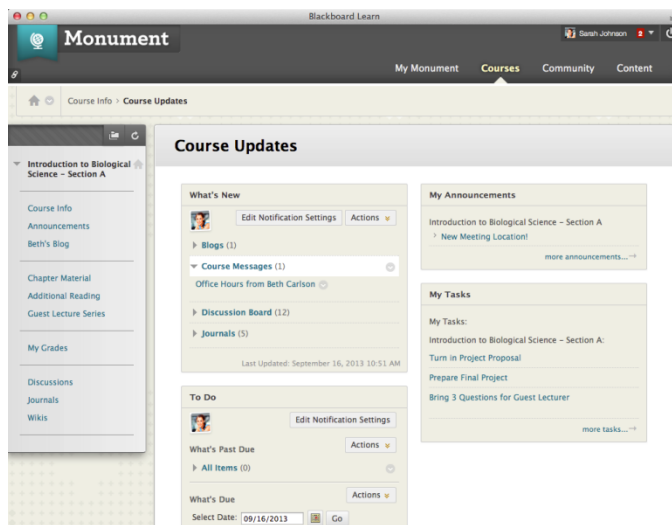 Blackboard Learn
Monument
Sarah Johnson 2
My Monument Courses Community Content
Course Info > Course Updates
Introduction to Biological
Science - Section A
Course Info
Announcements
Beth's Blog
Chapter Material
Additional Reading
Guest Lecture Series
My Grades
Discussions
Journals
Wikis
Course Updates
What's New
Edit Notification Settings Actions
Blogs (1)
Course Messages (1)
Office Hours from Beth Carlson
Discussion Board (12)
Journals (5)
Last Updated: September 16, 2013 10:51 AM
To Do
Edit Notification Settings
What's Past Due Actions
All Items (0)
What's Due Actions
Select Date: 09/16/2013 Go
My Announcements
Introduction to Biological Science - Section A
> New Meeting Location!
more announcements...→
My Tasks
My Tasks:
Introduction to Biological Science - Section A:
Turn in Project Proposal
Prepare Final Project
Bring 3 Questions for Guest Lecturer
more tasks...→